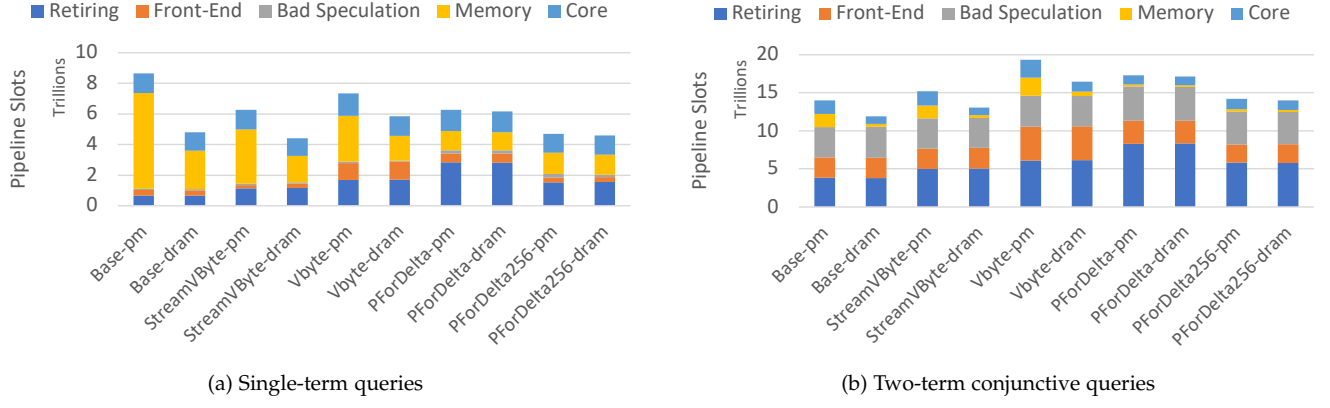 Retiring Front-End Bad Speculation Memory Core
Pipeline Slots
Trillions
10
8
6
4
2
0
Base-pm
Base-dram
StreamVByte-pm
StreamVByte-dram
Vbyte-pm
Vbyte-dram
PForDelta-pm
PForDelta-dram
PForDelta256-pm
PForDelta256-dram
(a) Single-term queries
Retiring Front-End Bad Speculation Memory Core
Pipeline Slots
Trillions
20
15
10
5
0
Base-pm
Base-dram
StreamVByte-pm
StreamVByte-dram
Vbyte-pm
Vbyte-dram
PForDelta-pm
PForDelta-dram
PForDelta256-pm
PForDelta256-dram
(b) Two-term conjunctive queries